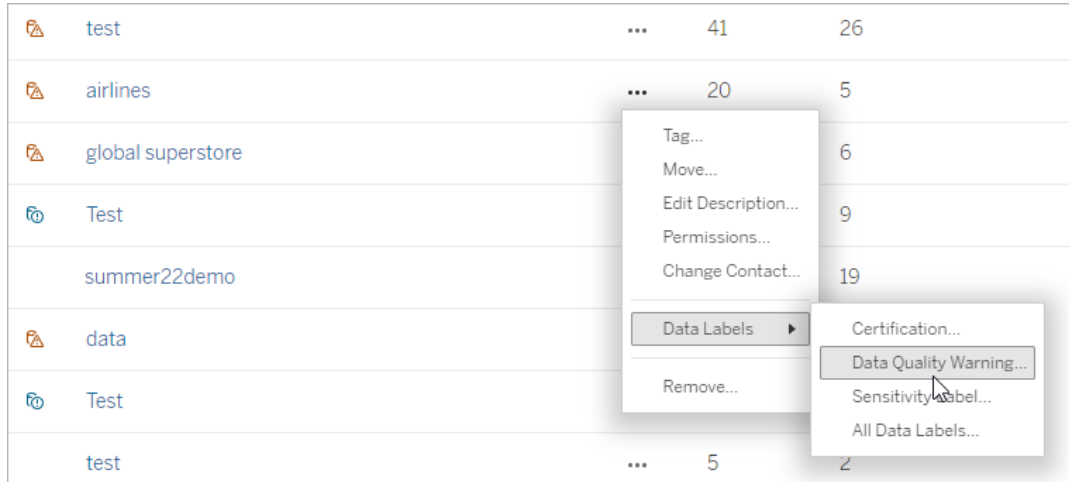 test ••• 41 26
airlines ••• 20 5
Tag...
global superstore 6
Move...
Edit Description...
Test 9
Permissions...
Change Contact...
summer22demo 19
Data Labels
Certification...
data
Data Quality Warning...
Remove...
Sensitivity Label...
Test
All Data Labels...
test ••• 5 2